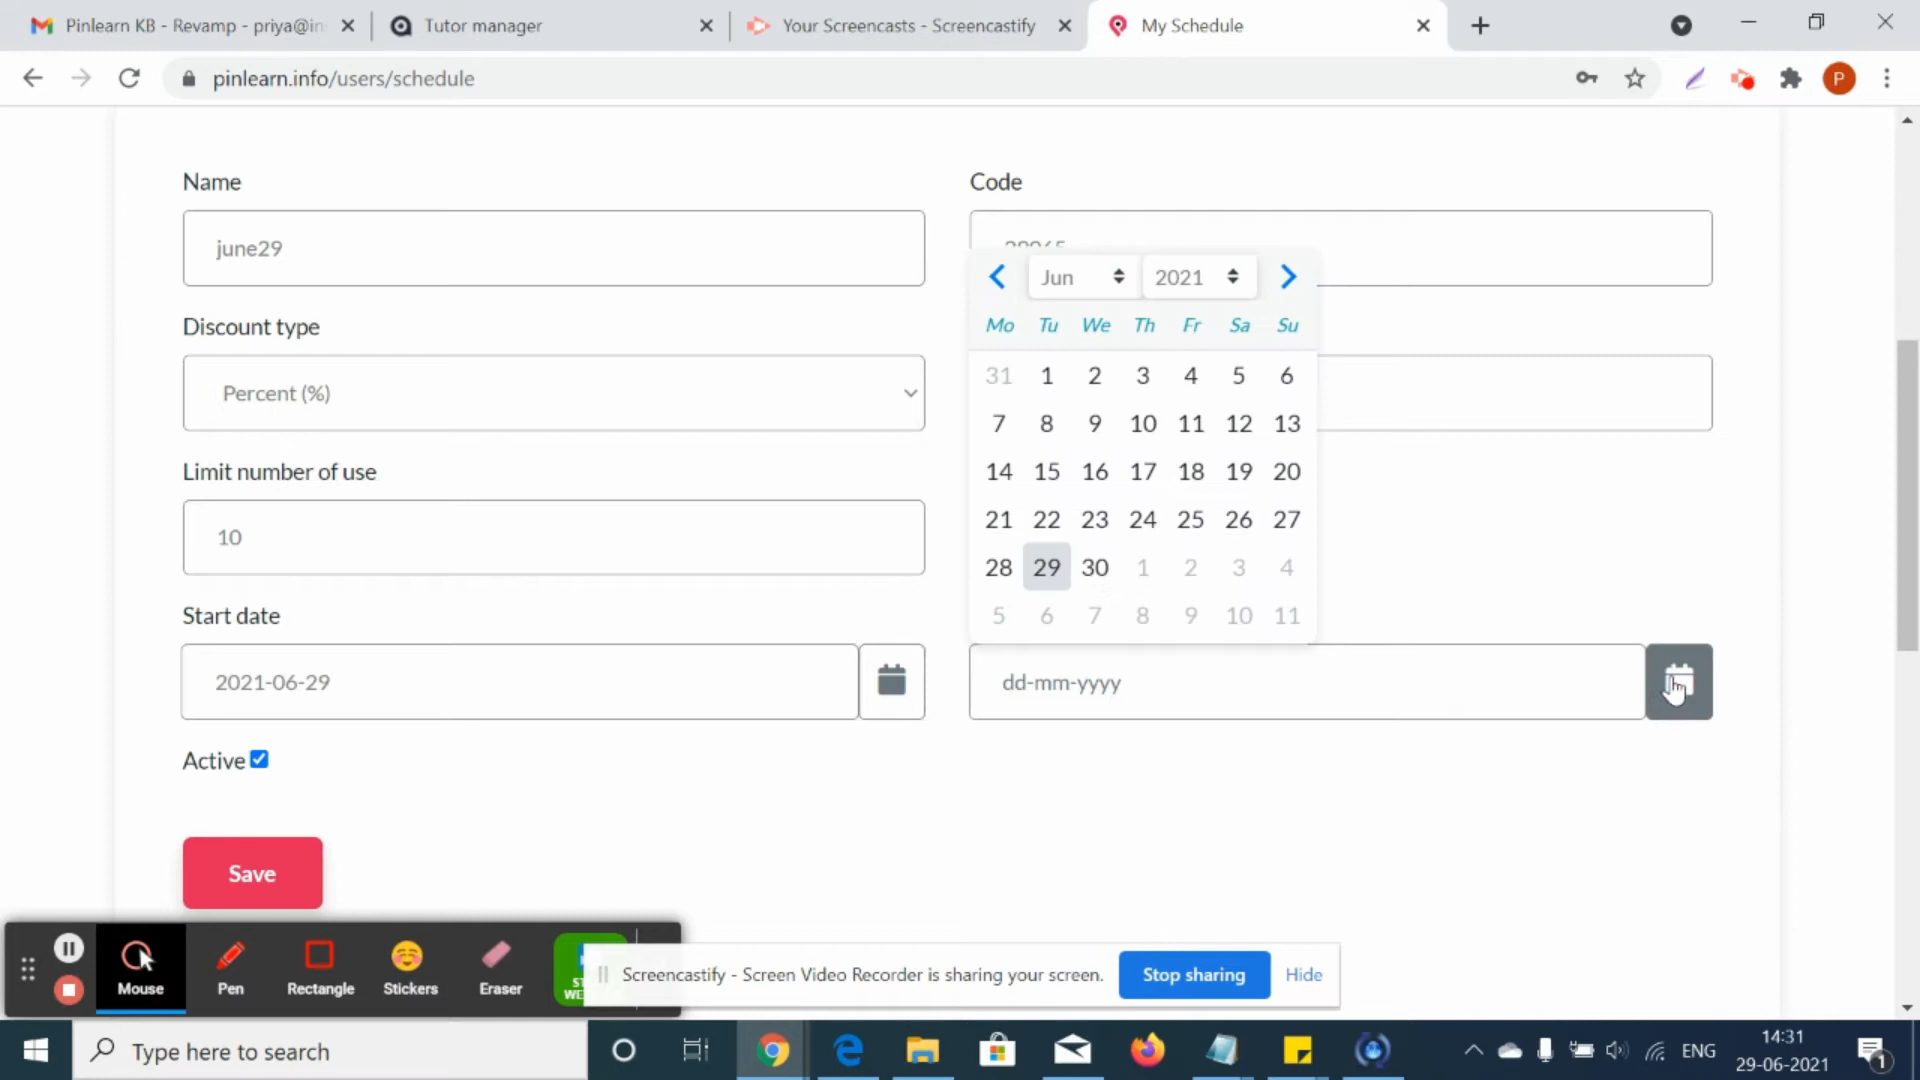 Pinlearn KB - Revamp - priya@in
Tutor manager
Your Screencasts - Screencastify
My Schedule
pinlearn.info/users/schedule
P
Name
Code
june29
Jun
2021
Mo Tu We Th Fr Sa Su
31 1 2 3 4 5 6
7 8 9 10 11 12 13
14 15 16 17 18 19 20
21 22 23 24 25 26 27
28 29 30 1 2 3 4
5 6 7 8 9 10 11
Discount type
Percent (%)
Limit number of use
10
Start date
2021-06-29
dd-mm-yyyy
Active
Save
Mouse
Pen
Rectangle
Stickers
Eraser
Screencastify - Screen Video Recorder is sharing your screen.
Stop sharing
Hide
Type here to search
ENG
14:31
29-06-2021
1